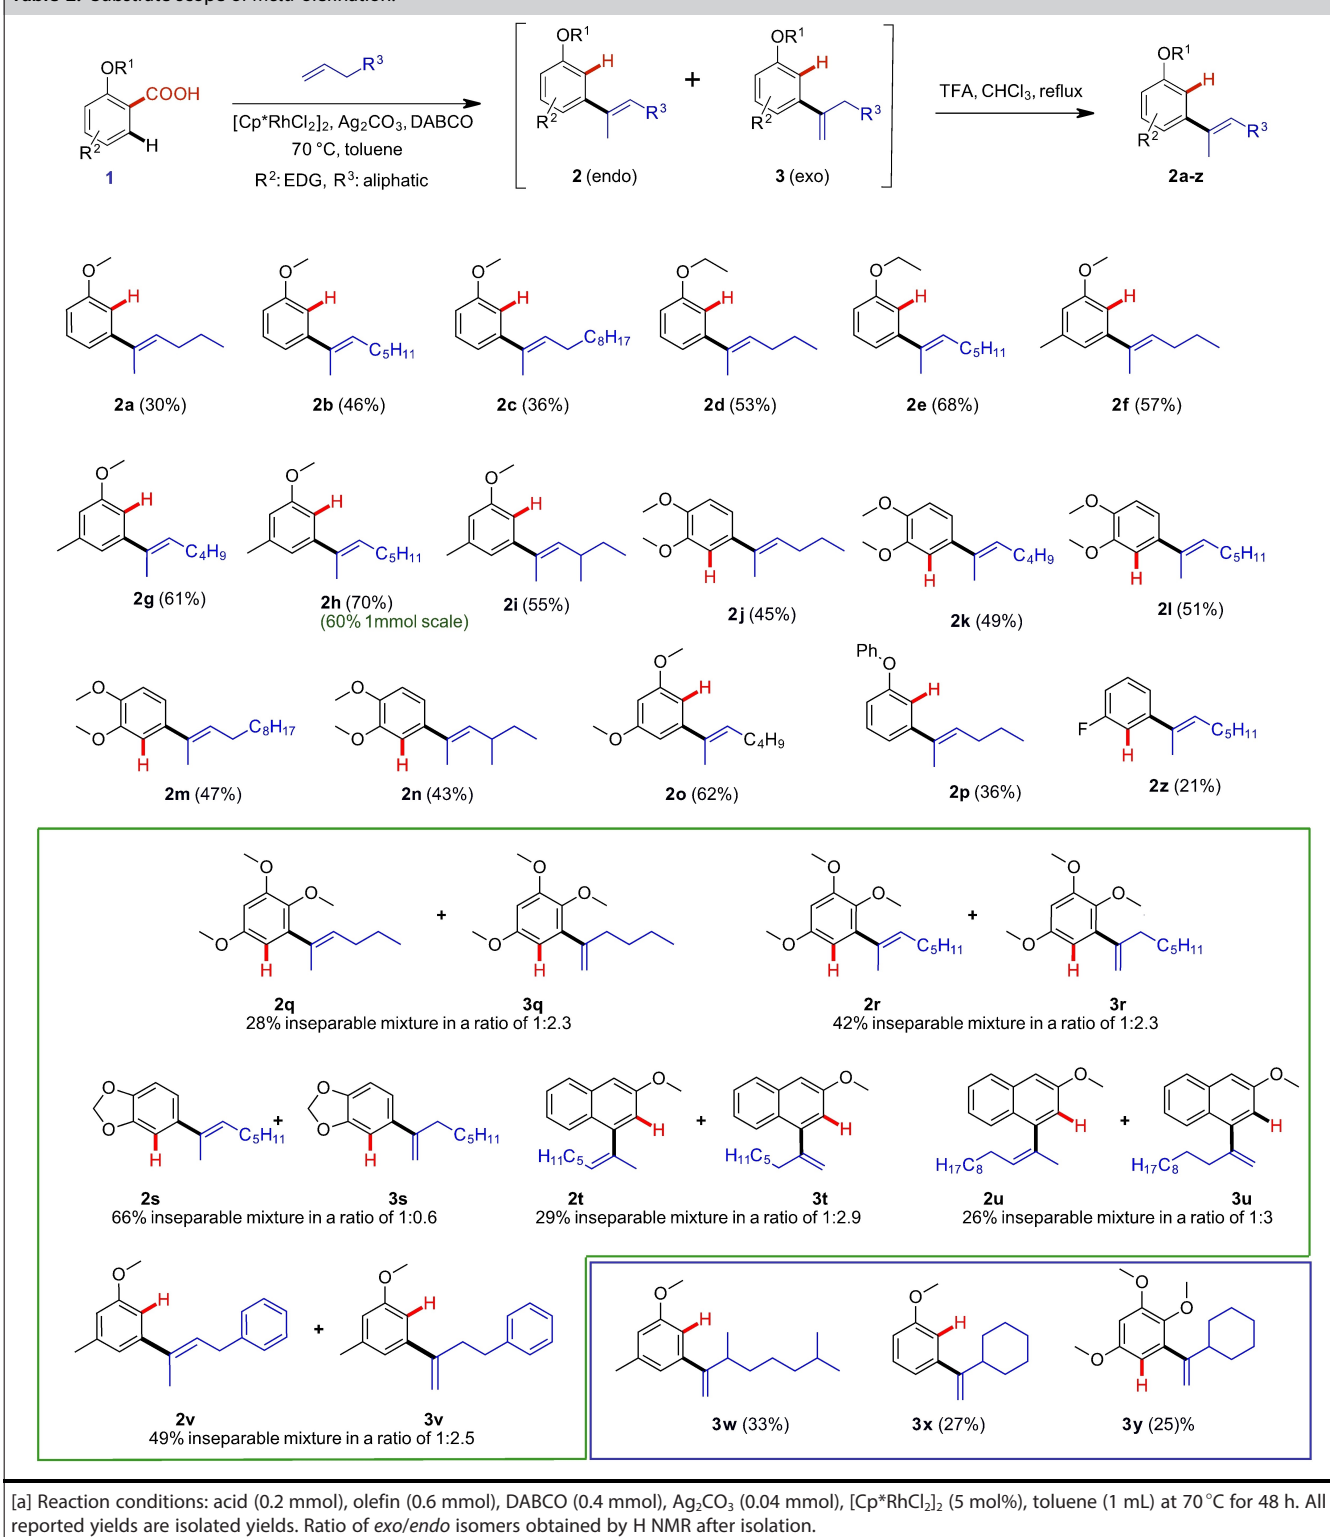 OR¹
COOH
R²
H
1
R³
[Cp*RhCl₂]₂, Ag₂CO₃, DABCO
70 °C, toluene
R²: EDG, R³: aliphatic
OR¹
H
R²
R³
2 (endo)
+
OR¹
H
R²
R³
3 (exo)
TFA, CHCl₃, reflux
OR¹
H
R²
R³
2a-z
O H
O H C₅H₁₁
O H C₈H₁₇
O H
O H C₅H₁₁
O H
2a (30%) 2b (46%) 2c (36%) 2d (53%) 2e (68%) 2f (57%)
O H C₄H₉
O H C₅H₁₁
O H
O O H
O O H C₄H₉
O O H C₅H₁₁
2g (61%) 2h (70%) 2i (55%) 2j (45%) 2k (49%) 2l (51%)
(60% 1mmol scale)
O O H C₈H₁₇
O O H
O O H C₄H₉
Ph O H
F H C₅H₁₁
2m (47%) 2n (43%) 2o (62%) 2p (36%) 2z (21%)
O O O H
+
O O O H
O O O H C₅H₁₁
+
O O O H C₅H₁₁
2q 3q 2r 3r
28% inseparable mixture in a ratio of 1:2.3 42% inseparable mixture in a ratio of 1:2.3
O O H C₅H₁₁
+
O O H C₅H₁₁
O H H₁₁C₅
+
O H H₁₁C₅
O H H₁₇C₈
+
O H H₁₇C₈
2s 3s 2t 3t 2u 3u
66% inseparable mixture in a ratio of 1:0.6 29% inseparable mixture in a ratio of 1:2.9 26% inseparable mixture in a ratio of 1:3
O H
+
O H
2v 3v
49% inseparable mixture in a ratio of 1:2.5
O H
O H
O O O H
3w (33%) 3x (27%) 3y (25)%
[a] Reaction conditions: acid (0.2 mmol), olefin (0.6 mmol), DABCO (0.4 mmol), Ag₂CO₃ (0.04 mmol), [Cp*RhCl₂]₂ (5 mol%), toluene (1 mL) at 70 °C for 48 h. All
reported yields are isolated yields. Ratio of exo/endo isomers obtained by H NMR after isolation.